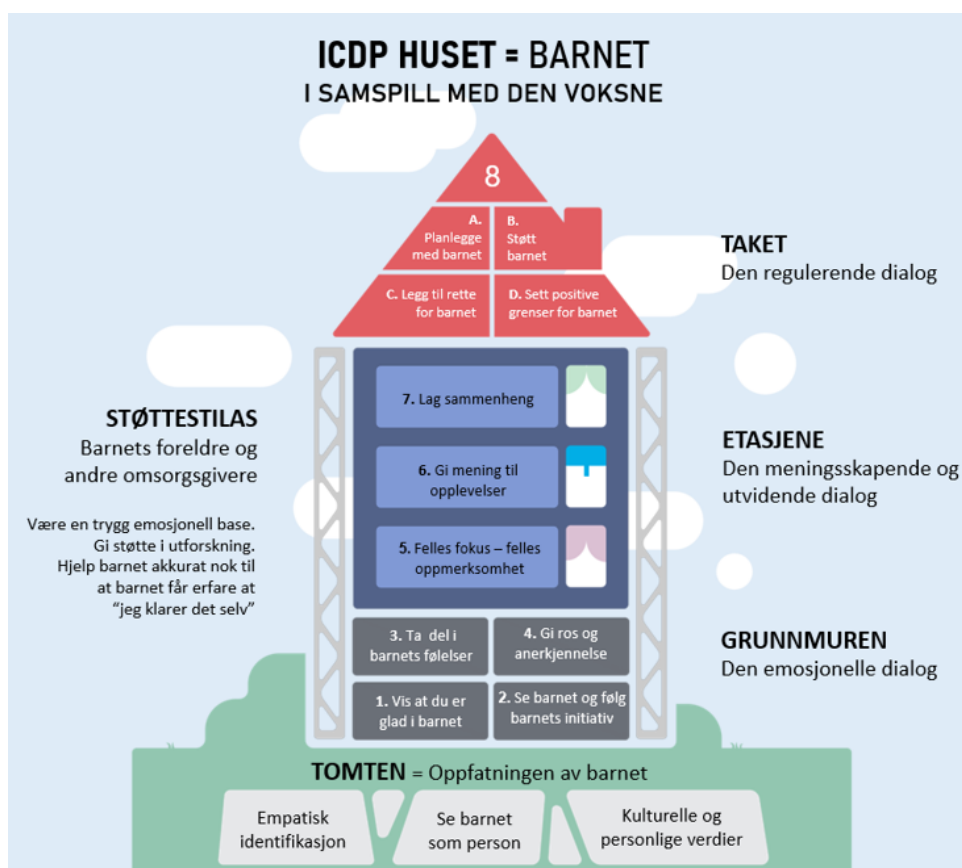 ICDP HUSET = BARNET
I SAMSPILL MED DEN VOKSNE
8
A.
Planlegge
med barnet
B.
Støtt
barnet
C. Legg til rette
for barnet
D. Sett positive
grenser for barnet
TAKET
Den regulerende dialog
7. Lag sammenheng
6. Gi mening til
opplevelser
5. Felles fokus – felles
oppmerksomhet
ETASJENE
Den meningsskapende og
utvidende dialog
STØTTESTILAS
Barnets foreldre og
andre omsorgsgivere
Være en trygg emosjonell base.
Gi støtte i utforskning.
Hjelp barnet akkurat nok til
at barnet får erfare at
“jeg klarer det selv”
3. Ta del i
barnets følelser
4. Gi ros og
anerkjennelse
1. Vis at du er
glad i barnet
2. Se barnet og følg
barnets initiativ
GRUNNMUREN
Den emosjonelle dialog
TOMTEN = Oppfatningen av barnet
Empatisk
identifikasjon
Se barnet
som person
Kulturelle og
personlige verdier